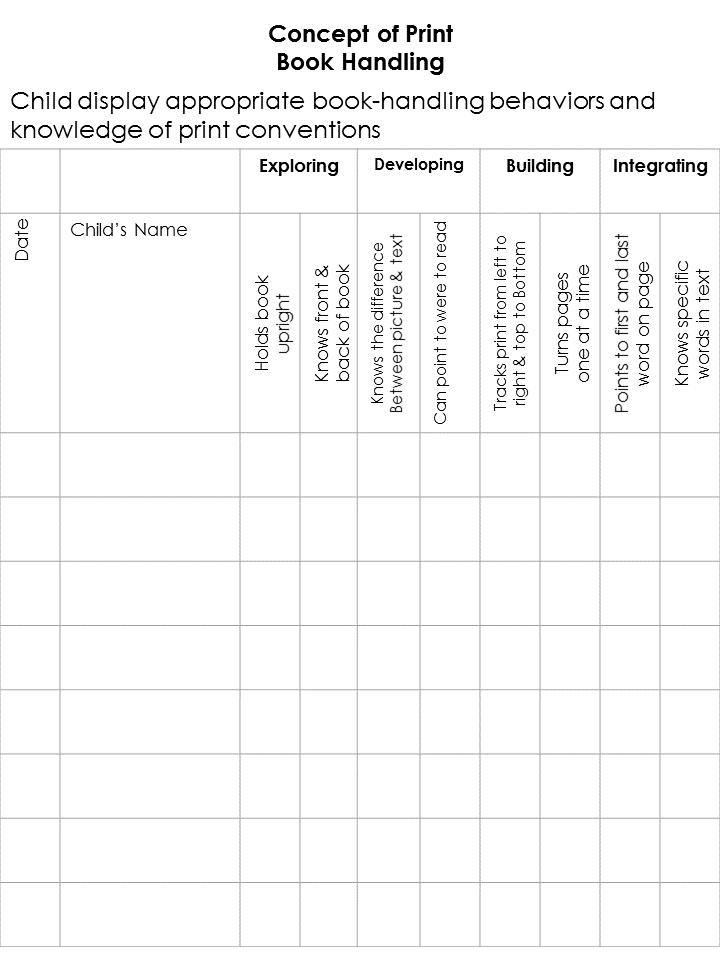 Concept of Print
Book Handling
Child display appropriate book-handling behaviors and
knowledge of print conventions
Exploring
Developing
Building
Integrating
Date
Child's Name
Holds book
upright
Knows front &
back of book
Knows the difference
Between picture & text
Can point to were to read
Tracks print from left to
right & top to Bottom
Turns pages
one at a time
Points to first and last
word on page
Knows specific
words in text